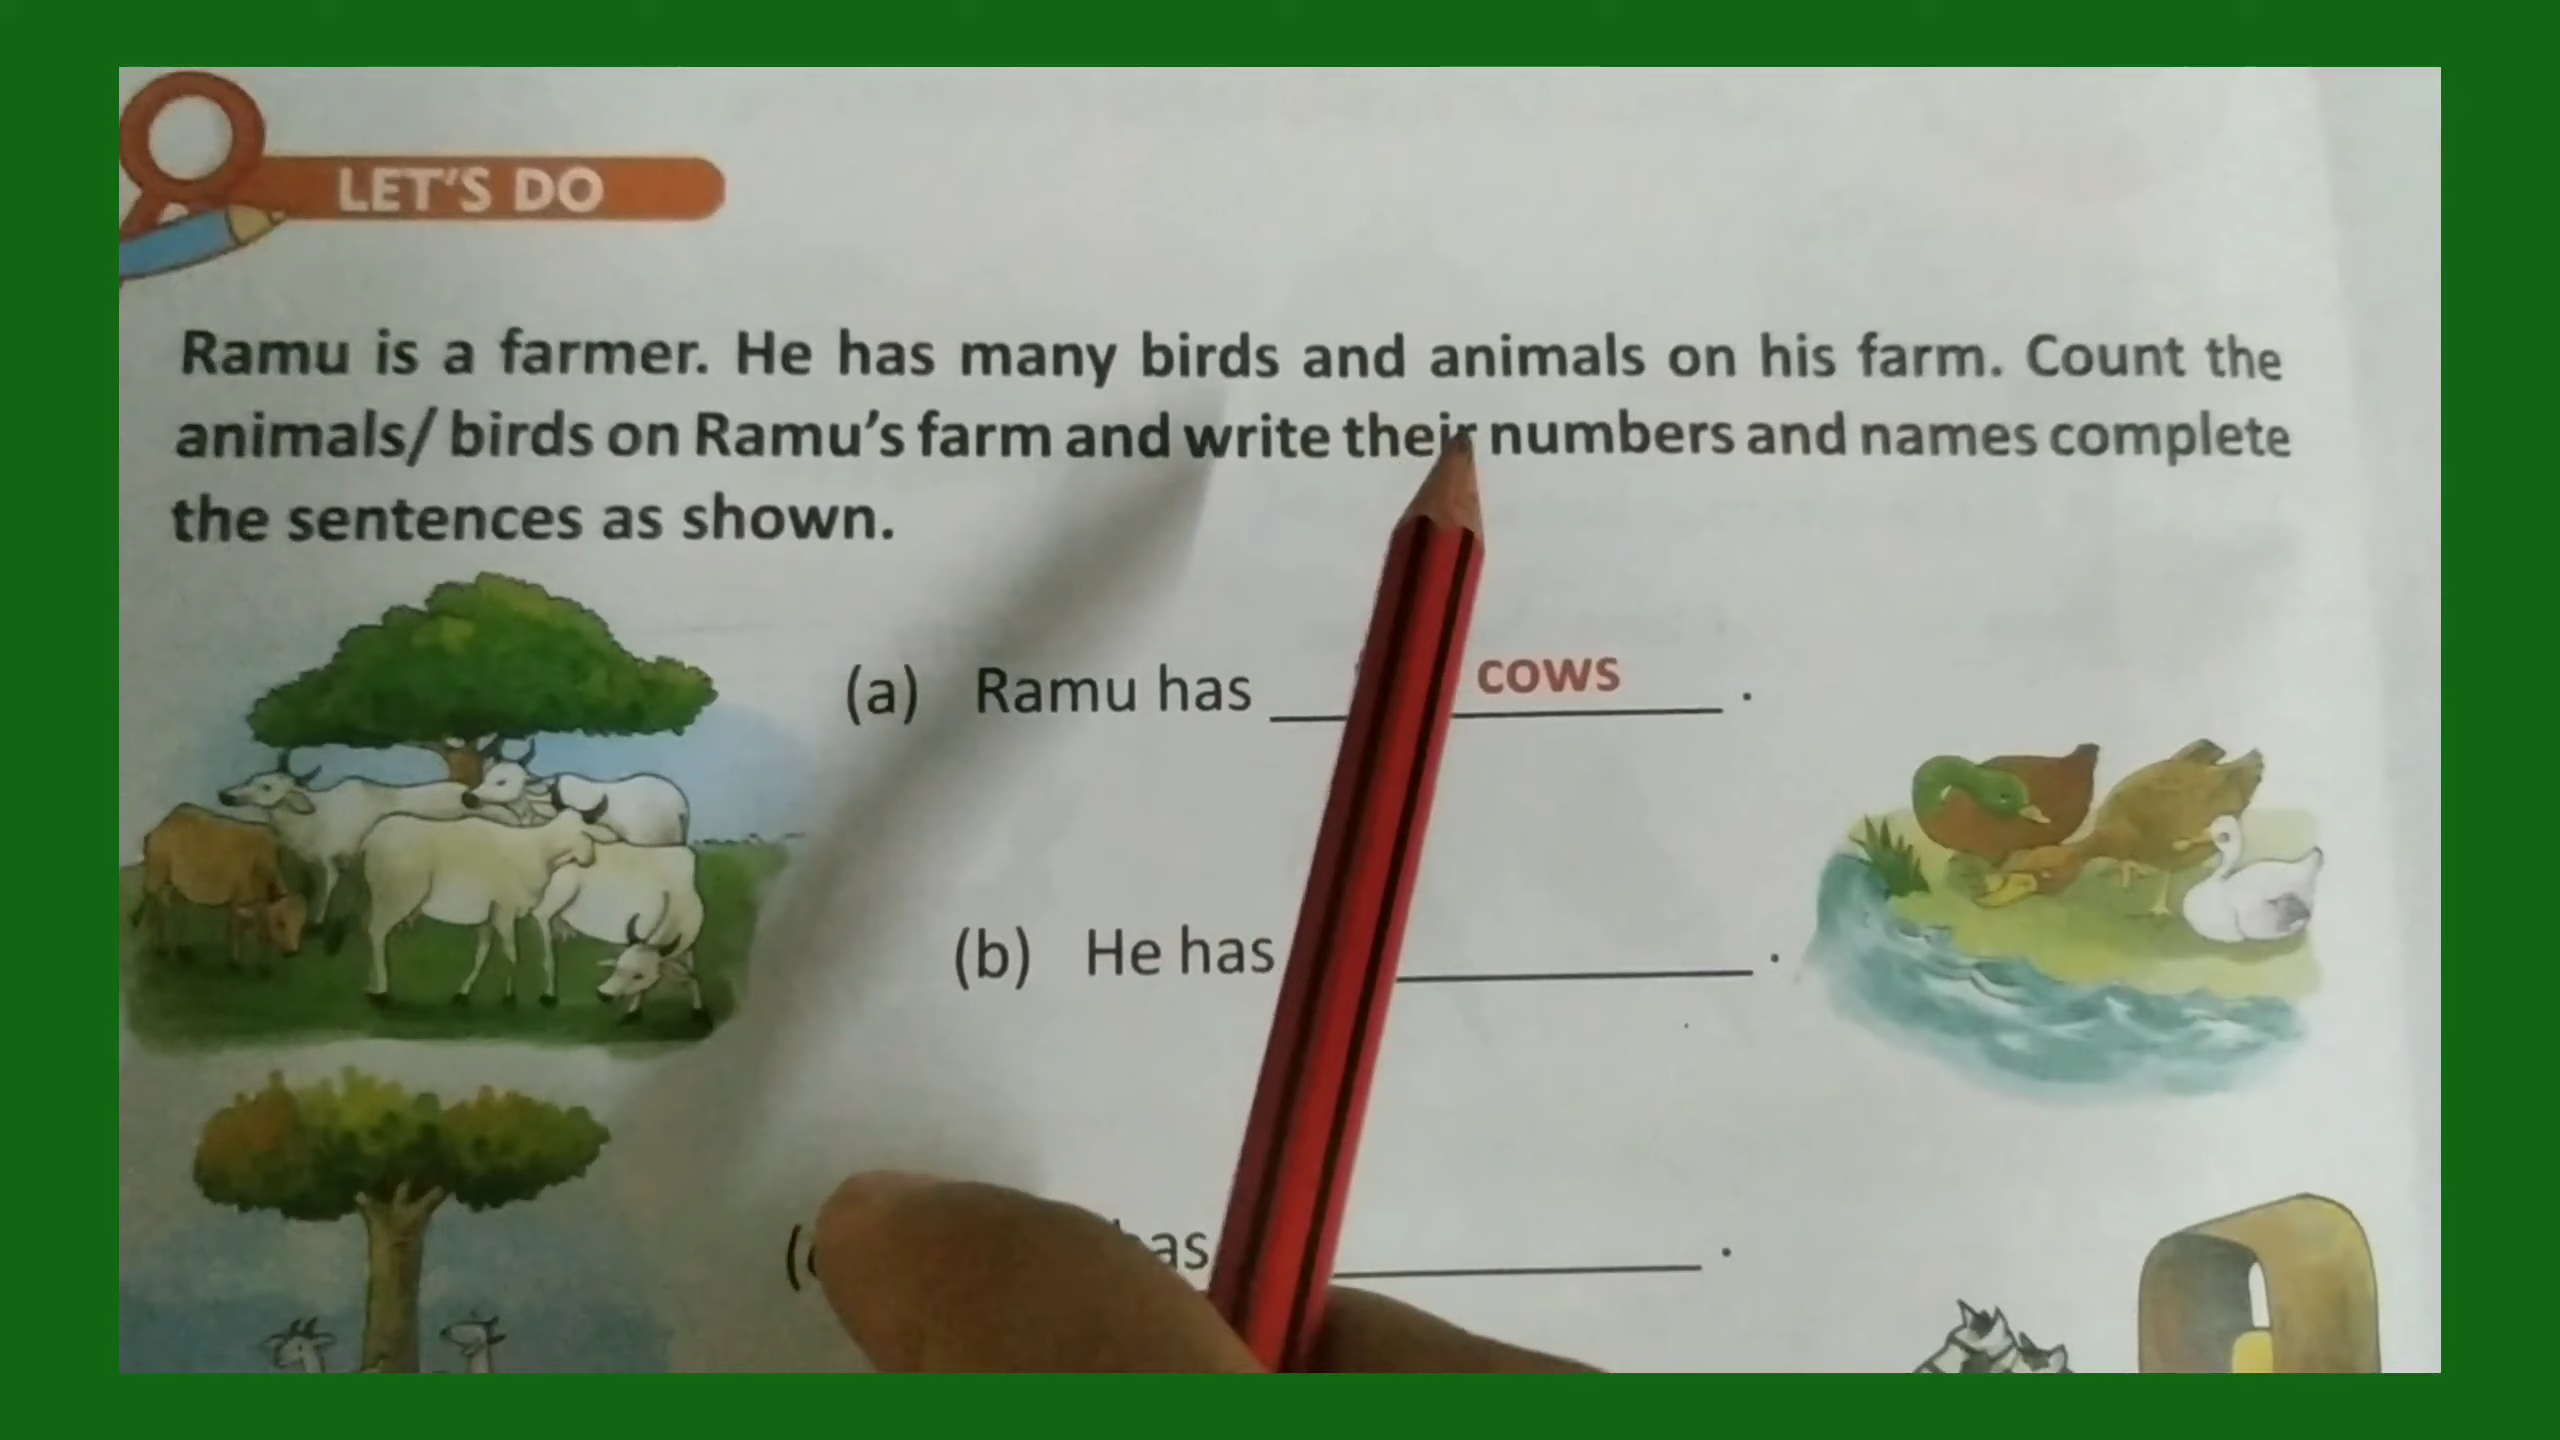 LET'S DO
Ramu is a farmer. He has many birds and animals on his farm. Count the
animals/ birds on Ramu's farm and write their numbers and names complete
the sentences as shown.
(a) Ramu has cows .
(b) He has .